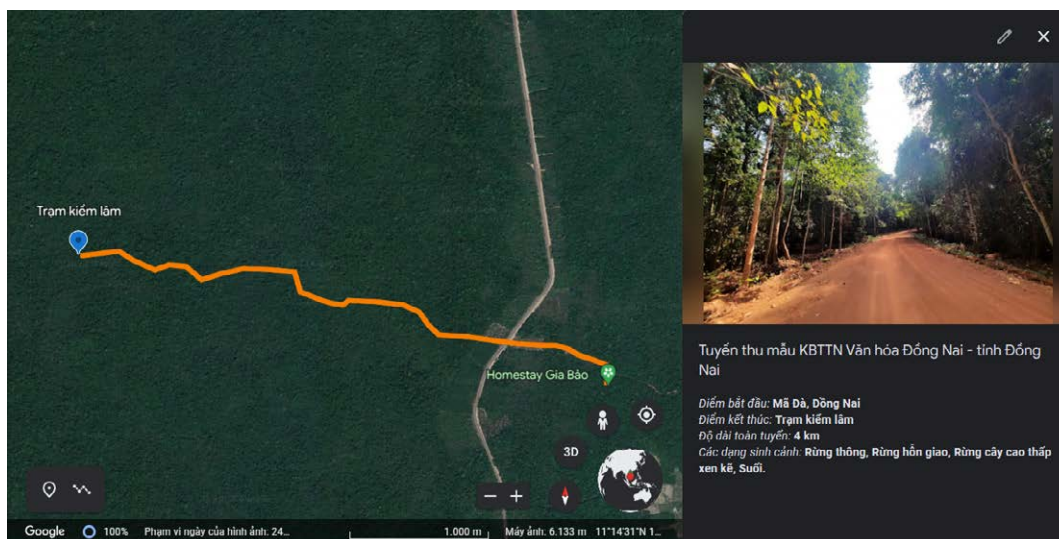 Trạm kiểm lâm
Homestay Gia Bảo
3D
Google
100%
Phạm vi ngày của hình ảnh: 24...
1.000 m
Máy ảnh: 6.133 m
11°14'31"N 1...
Tuyến thu mẫu KBTTN Văn hóa Đồng Nai - tỉnh Đồng
Nai
Điểm bắt đầu: Mã Dà, Đồng Nai
Điểm kết thúc: Trạm kiểm lâm
Độ dài toàn tuyến: 4 km
Các dạng sinh cảnh: Rừng thông, Rừng hỗn giao, Rừng cây cao thấp
xen kẽ, Suối.